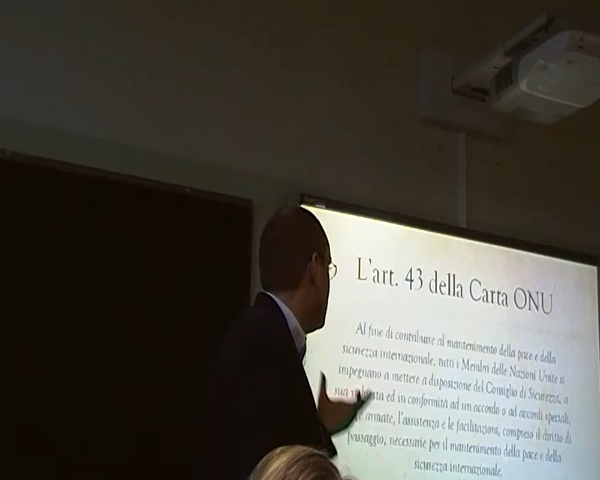 L'art. 43 della Carta ONU
Al fine di contribuire al mantenimento della pace e della
sicurezza internazionale, tutti i Membri delle Nazioni Unite si
impegnano a mettere a disposizione del Consiglio di Sicurezza, a
sua ed in conformità ad un accordo o ad accordi speciali,
armate, l'assistenza e le facilitazioni, compreso il diritto di
passaggio, necessarie per il mantenimento della pace e della
sicurezza internazionale.